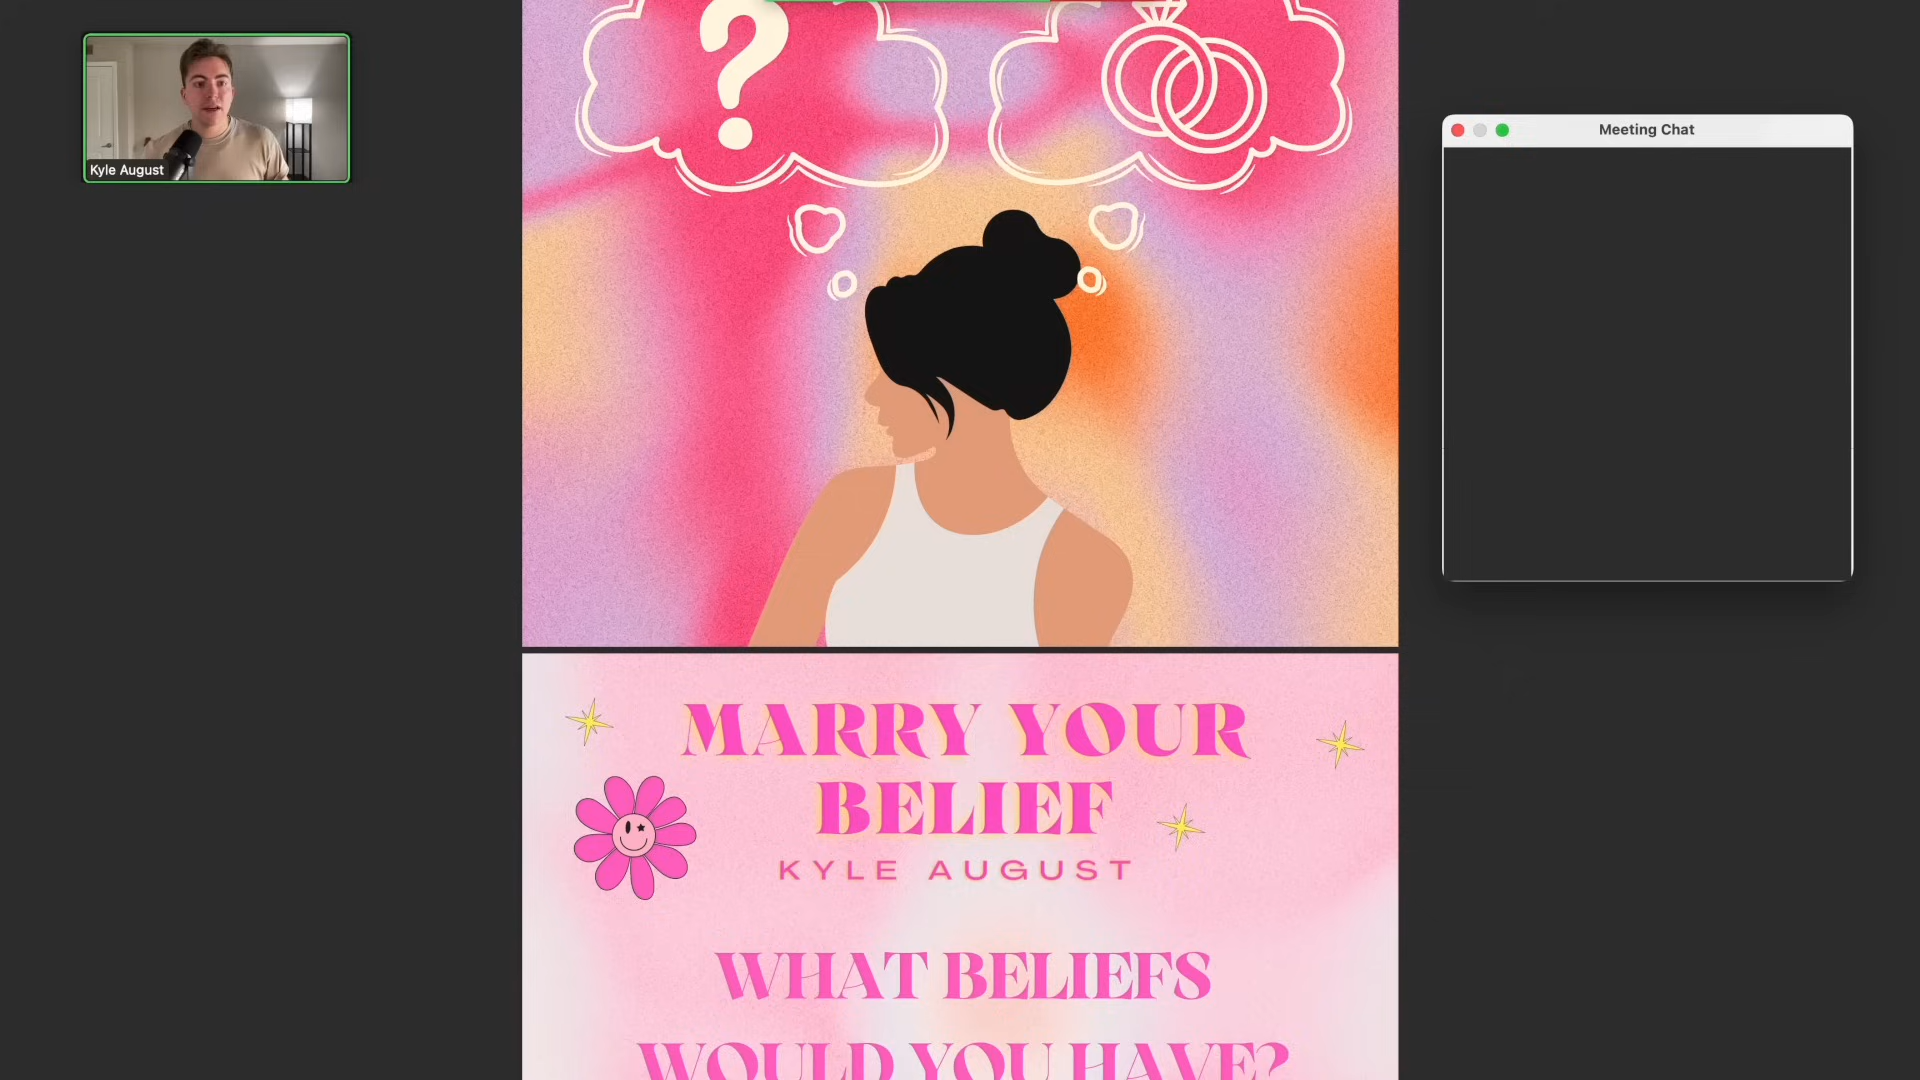 Kyle August
?
Meeting Chat
MARRY YOUR
BELIEF
KYLE AUGUST
WHAT BELIEFS
WOULD YOU HAVE?